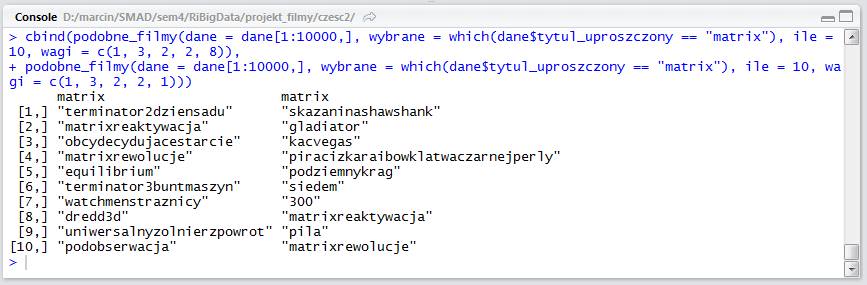 Console D:/marcin/SMAD/sem4/RiBigData/projekt_filmy/czesc2/
> cbind(podobne_filmy(dane = dane[1:10000,], wybrane = which(dane$tytul_uproszczony == "matrix"), ile =
10, wagi = c(1, 3, 2, 2, 8)),
+ podobne_filmy(dane = dane[1:10000,], wybrane = which(dane$tytul_uproszczony == "matrix"), ile = 10, wa
gi = c(1, 3, 2, 2, 1)))
matrix matrix
[1,] "terminator2dziensadu" "skazaninashawshank"
[2,] "matrixreaktywacja" "gladiator"
[3,] "obcydecydujacestarcie" "kacvegas"
[4,] "matrixrewolucje" "piracizkaraibowklatwaczarnejperly"
[5,] "equilibrium" "podziemnykrag"
[6,] "terminator3buntmaszyn" "siedem"
[7,] "watchmenstraznicy" "300"
[8,] "dredd3d" "matrixreaktywacja"
[9,] "uniwersalnyzolnierzpowrot" "pila"
[10,] "podobserwacja" "matrixrewolucje"
>